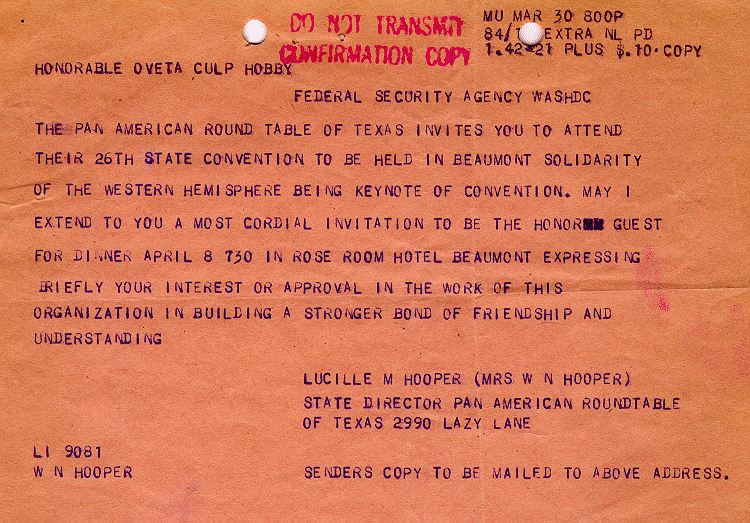 DO NOT TRANSMIT
CONFIRMATION COPY
MU MAR 30 800P
84/ EXTRA NL PD
1.42-21 PLUS $.10.COPY
HONORABLE OVETA CULP HOBBY
FEDERAL SECURITY AGENCY WASHDC
THE PAN AMERICAN ROUND TABLE OF TEXAS INVITES YOU TO ATTEND
THEIR 26TH STATE CONVENTION TO BE HELD IN BEAUMONT SOLIDARITY
OF THE WESTERN HEMISPHERE BEING KEYNOTE OF CONVENTION. MAY I
EXTEND TO YOU A MOST CORDIAL INVITATION TO BE THE HONOR GUEST
FOR DINNER APRIL 8 730 IN ROSE ROOM HOTEL BEAUMONT EXPRESSING
BRIEFLY YOUR INTEREST OR APPROVAL IN THE WORK OF THIS
ORGANIZATION IN BUILDING A STRONGER BOND OF FRIENDSHIP AND
UNDERSTANDING
LUCILLE M HOOPER (MRS W N HOOPER)
STATE DIRECTOR PAN AMERICAN ROUNDTABLE
OF TEXAS 2990 LAZY LANE
LI 9081
W N HOOPER
SENDERS COPY TO BE MAILED TO ABOVE ADDRESS.